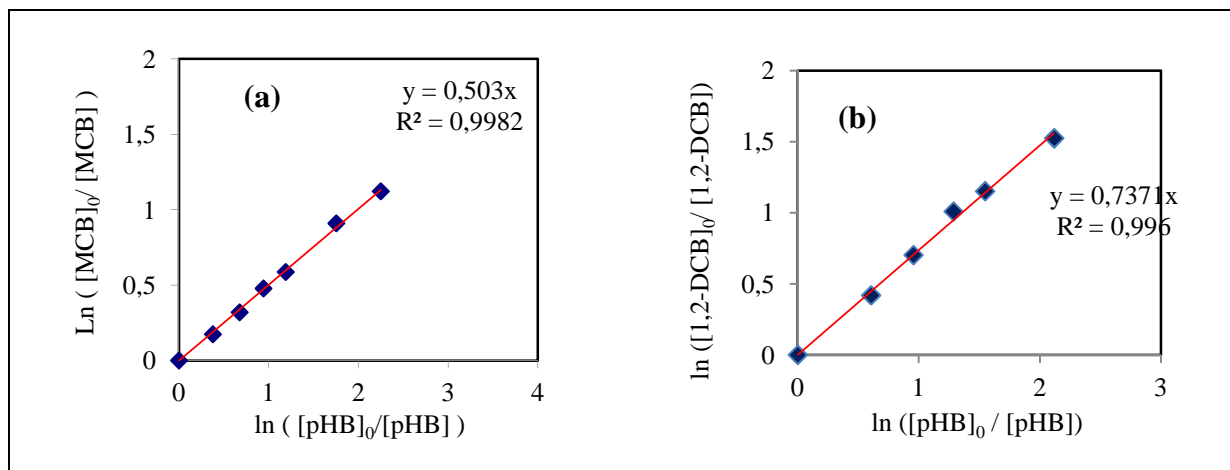 (a)
y = 0,503x
R² = 0,9982
Ln ( [MCB]₀/ [MCB] )
2
1,5
1
0,5
0
0 1 2 3 4
ln ( [pHB]₀/[pHB] )
(b)
y = 0,7371x
R² = 0,996
ln ([1,2-DCB]₀/ [1,2-DCB])
2
1,5
1
0,5
0
0 1 2 3
ln ([pHB]₀ / [pHB])